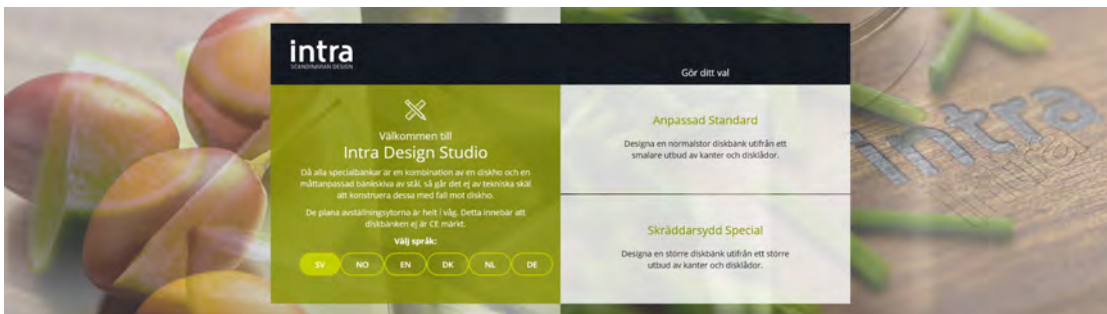 intra
SCANDINAVIAN DESIGN
Gör ditt val
Välkommen till
Intra Design Studio
Då alla specialbänkar är en kombination av en diskho och en
måttanpassad bänkskiva av stål, så går det ej av tekniska skäl
att konstruera dessa med fall mot diskho.
De plana avställningsytorna är helt i våg. Detta innebär att
diskbänken ej är CE märkt.
Välj språk:
SV NO EN DK NL DE
Anpassad Standard
Designa en normalstor diskbänk utifrån ett
smalare utbud av kanter och disklådor.
Skräddarsydd Special
Designa en större diskbänk utifrån ett större
utbud av kanter och disklådor.
intra